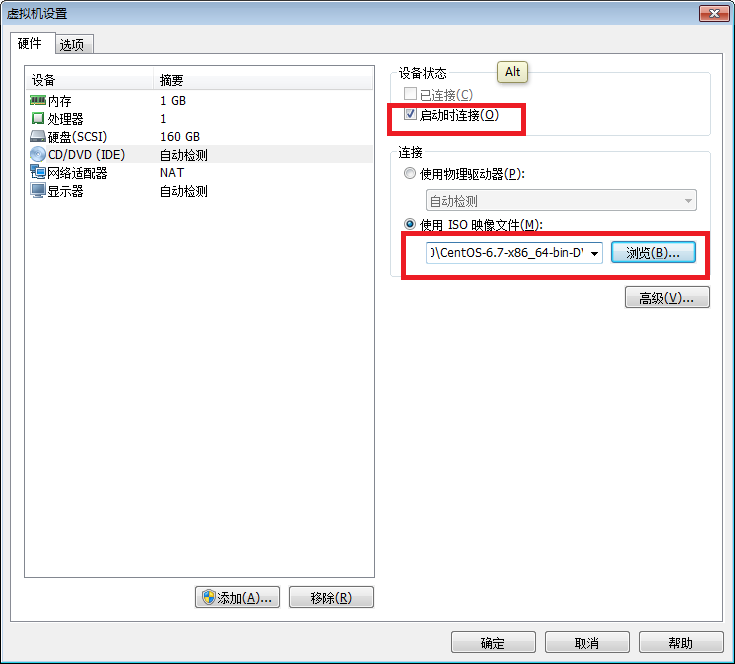 虚拟机设置
硬件 选项
设备 摘要
内存 1 GB
处理器 1
硬盘(SCSI) 160 GB
CD/DVD (IDE) 自动检测
网络适配器 NAT
显示器 自动检测
添加(A)... 移除(R)
设备状态
Alt
已连接(C)
启动时连接(O)
连接
使用物理驱动器(P):
自动检测
使用 ISO 映像文件(M):
\CentOS-6.7-x86_64-bin-D
浏览(B)...
高级(V)...
确定 取消 帮助